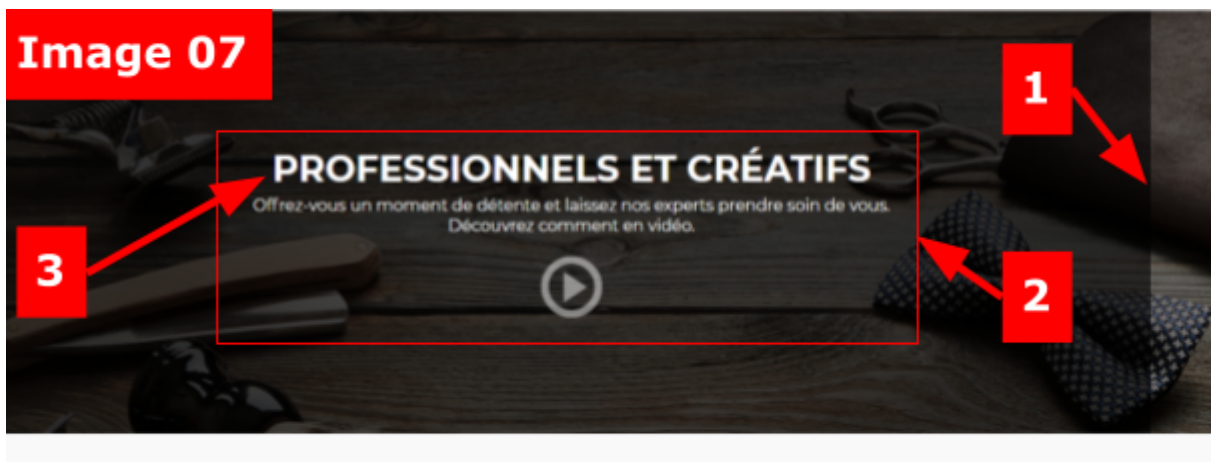 Image 07
1
PROFESSIONNELS ET CRÉATIFS
Offrez-vous un moment de détente et laissez nos experts prendre soin de vous.
Découvrez comment en vidéo.
3
2